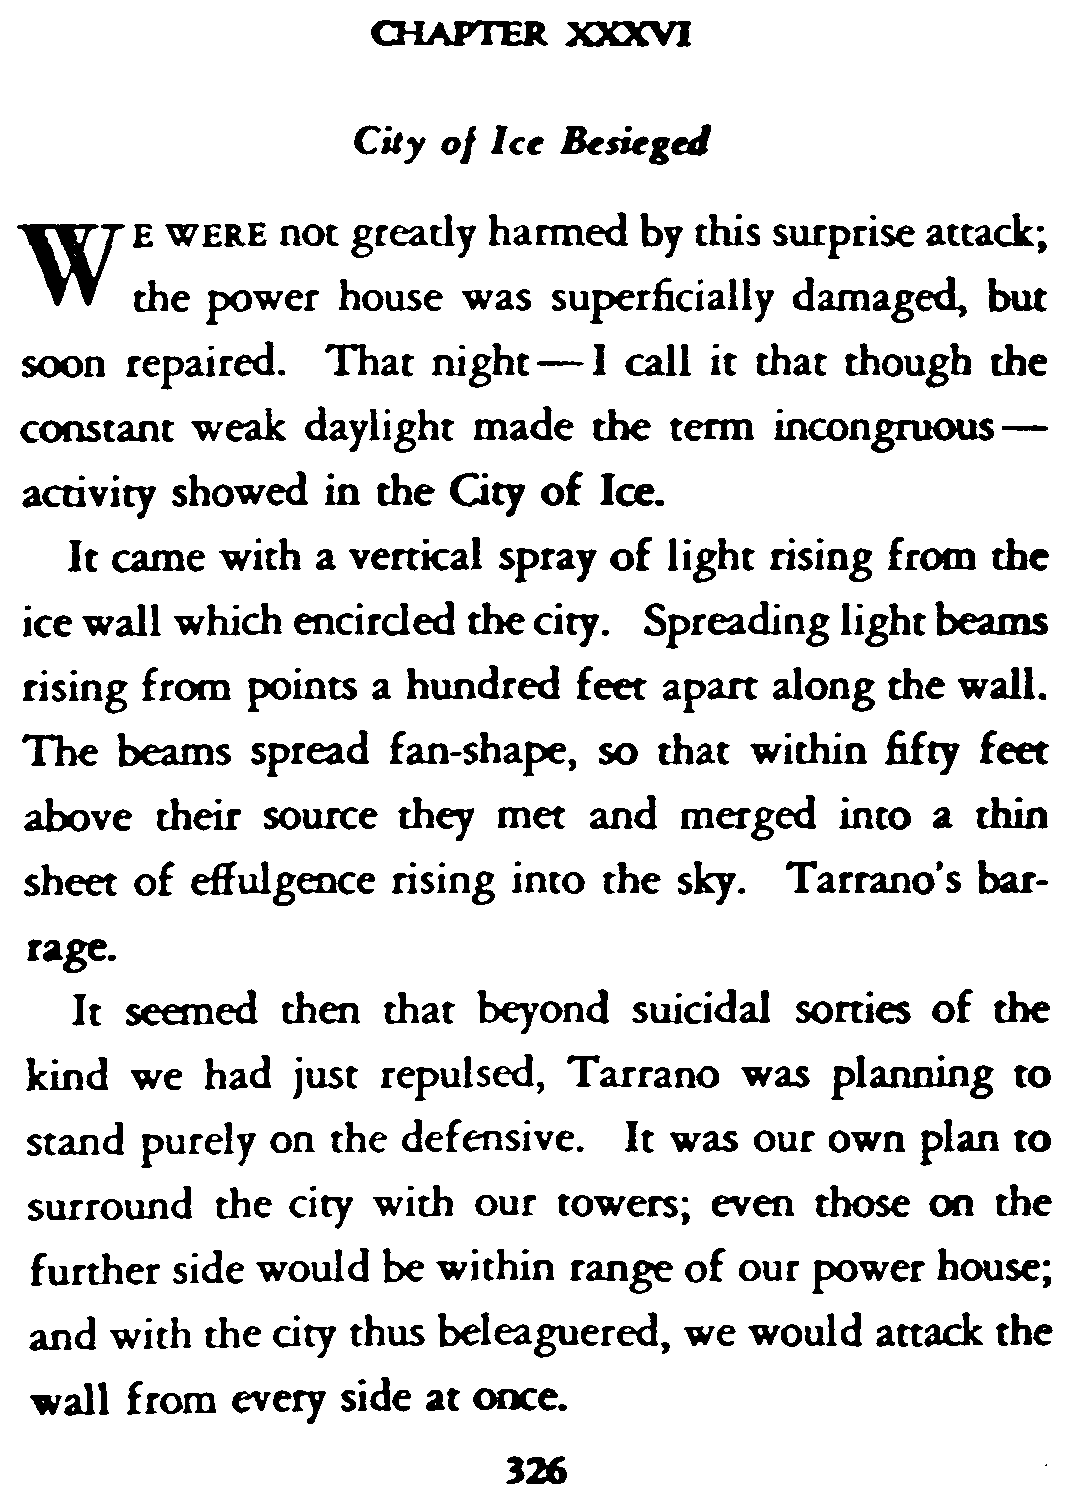 CHAPTER XXXVI
City of Ice Besieged
WE WERE not greatly harmed by this surprise attack;
the power house was superficially damaged, but
soon repaired. That night—I call it that though the
constant weak daylight made the term incongruous—
activity showed in the City of Ice.
It came with a vertical spray of light rising from the
ice wall which encircled the city. Spreading light beams
rising from points a hundred feet apart along the wall.
The beams spread fan-shape, so that within fifty feet
above their source they met and merged into a thin
sheet of effulgence rising into the sky. Tarrano's bar-
rage.
It seemed then that beyond suicidal sorties of the
kind we had just repulsed, Tarrano was planning to
stand purely on the defensive. It was our own plan to
surround the city with our towers; even those on the
further side would be within range of our power house;
and with the city thus beleaguered, we would attack the
wall from every side at once.
326